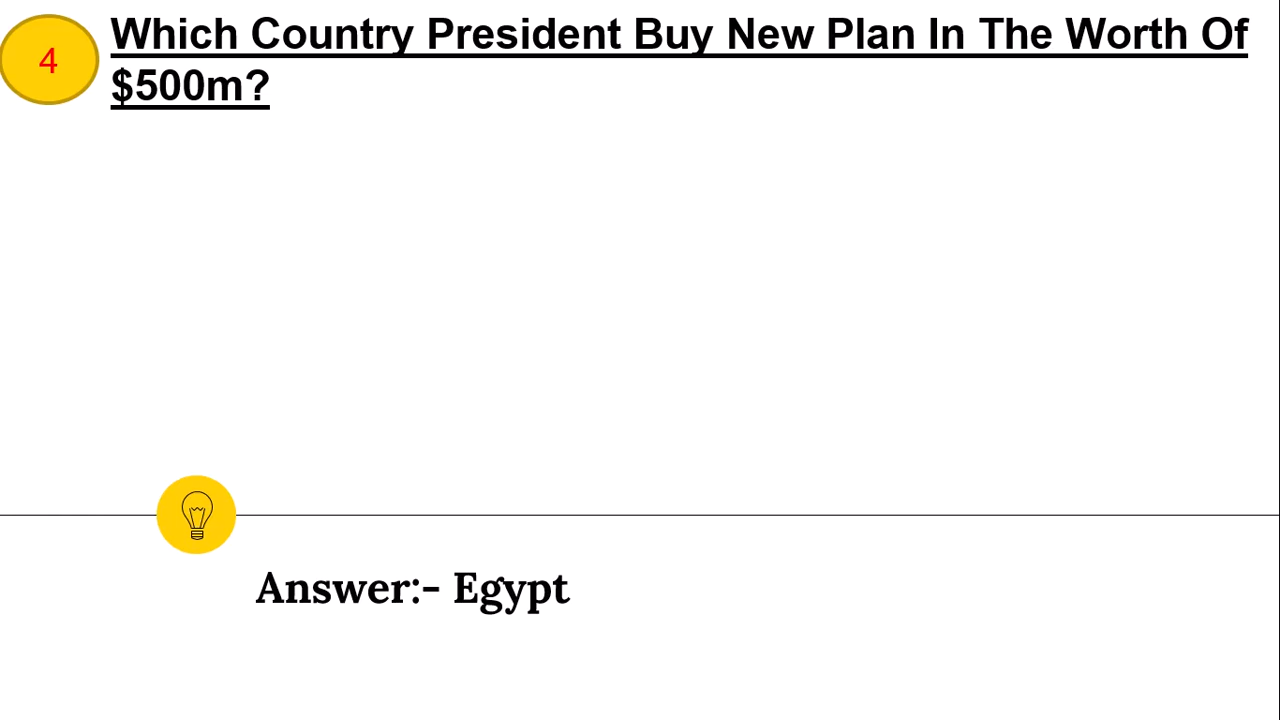 4
Which Country President Buy New Plan In The Worth Of
$500m?
Answer:- Egypt